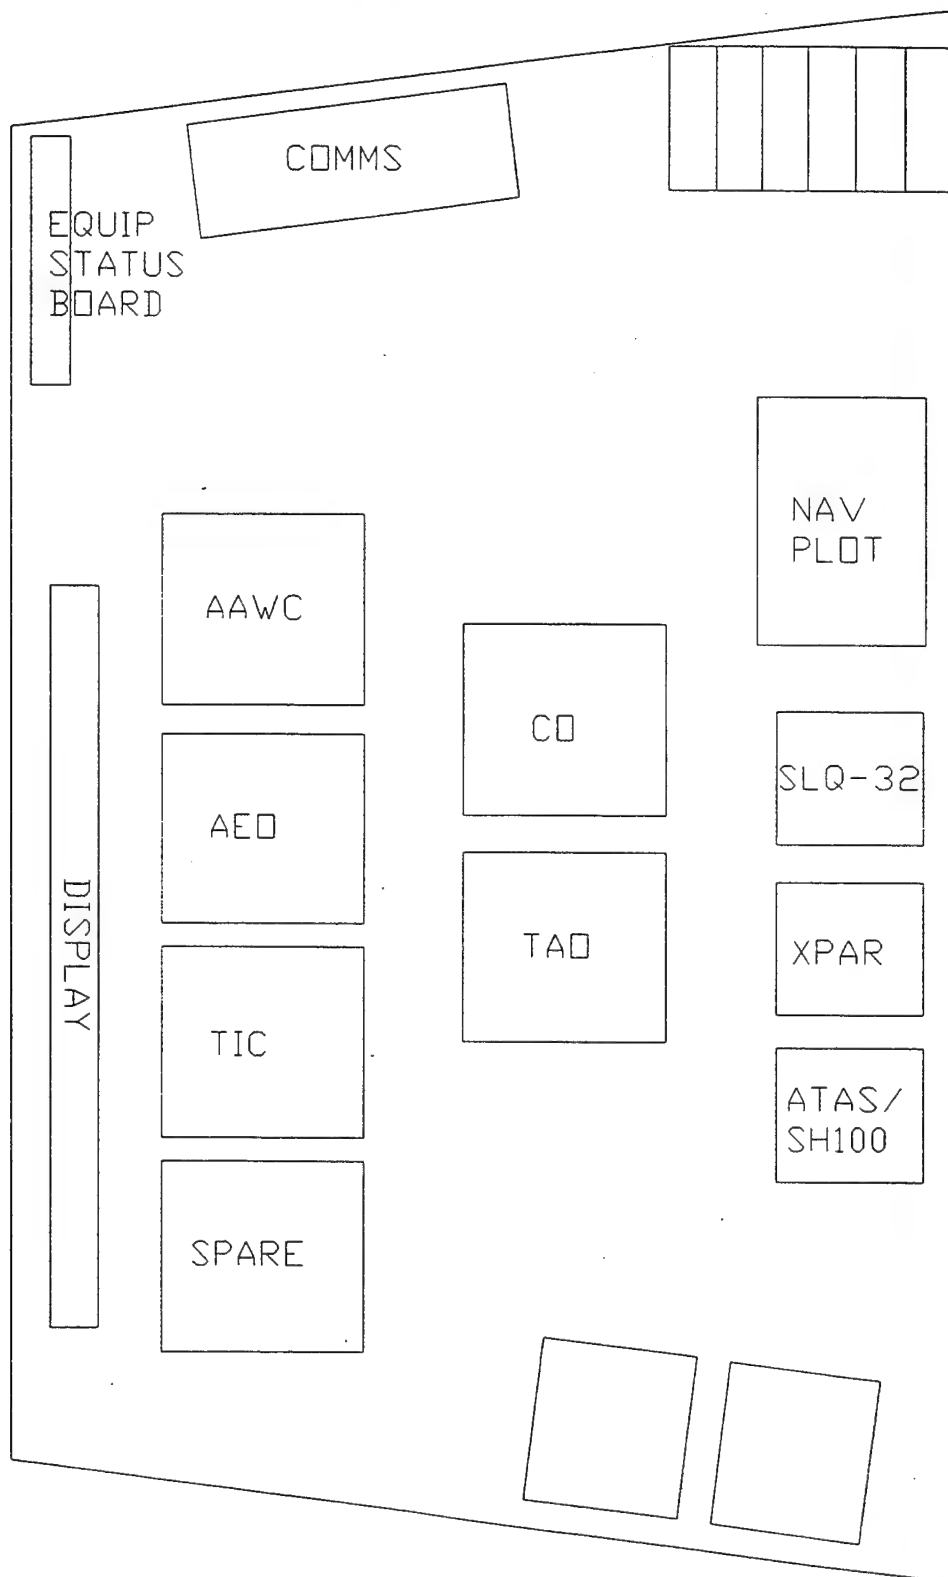 COMMS
EQUIP
STATUS
BOARD
NAV
PLOT
AAWC
CO
SLQ-32
AEO
DISPLAY
TAO
XPAR
TIC
ATAS/
SH100
SPARE